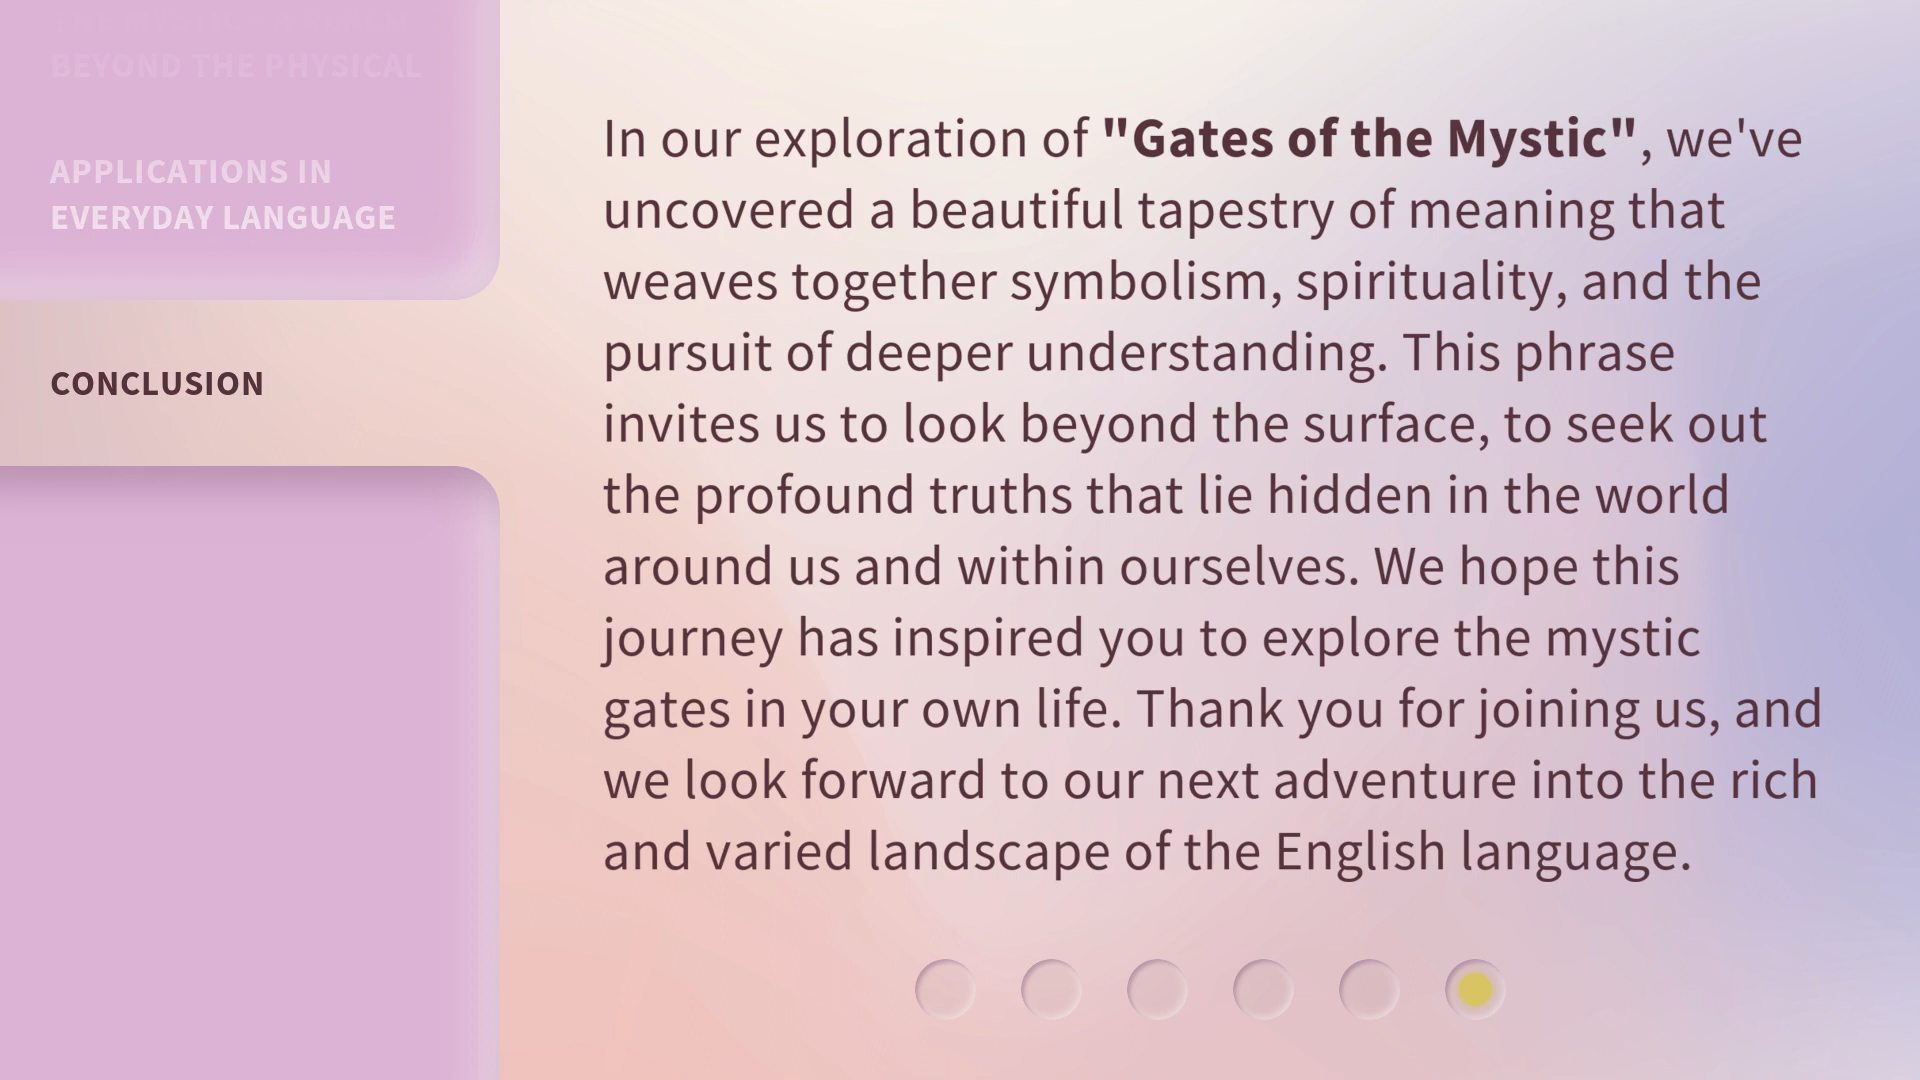 BEYOND THE PHYSICAL
APPLICATIONS IN
EVERYDAY LANGUAGE
CONCLUSION
In our exploration of "Gates of the Mystic", we've
uncovered a beautiful tapestry of meaning that
weaves together symbolism, spirituality, and the
pursuit of deeper understanding. This phrase
invites us to look beyond the surface, to seek out
the profound truths that lie hidden in the world
around us and within ourselves. We hope this
journey has inspired you to explore the mystic
gates in your own life. Thank you for joining us, and
we look forward to our next adventure into the rich
and varied landscape of the English language.